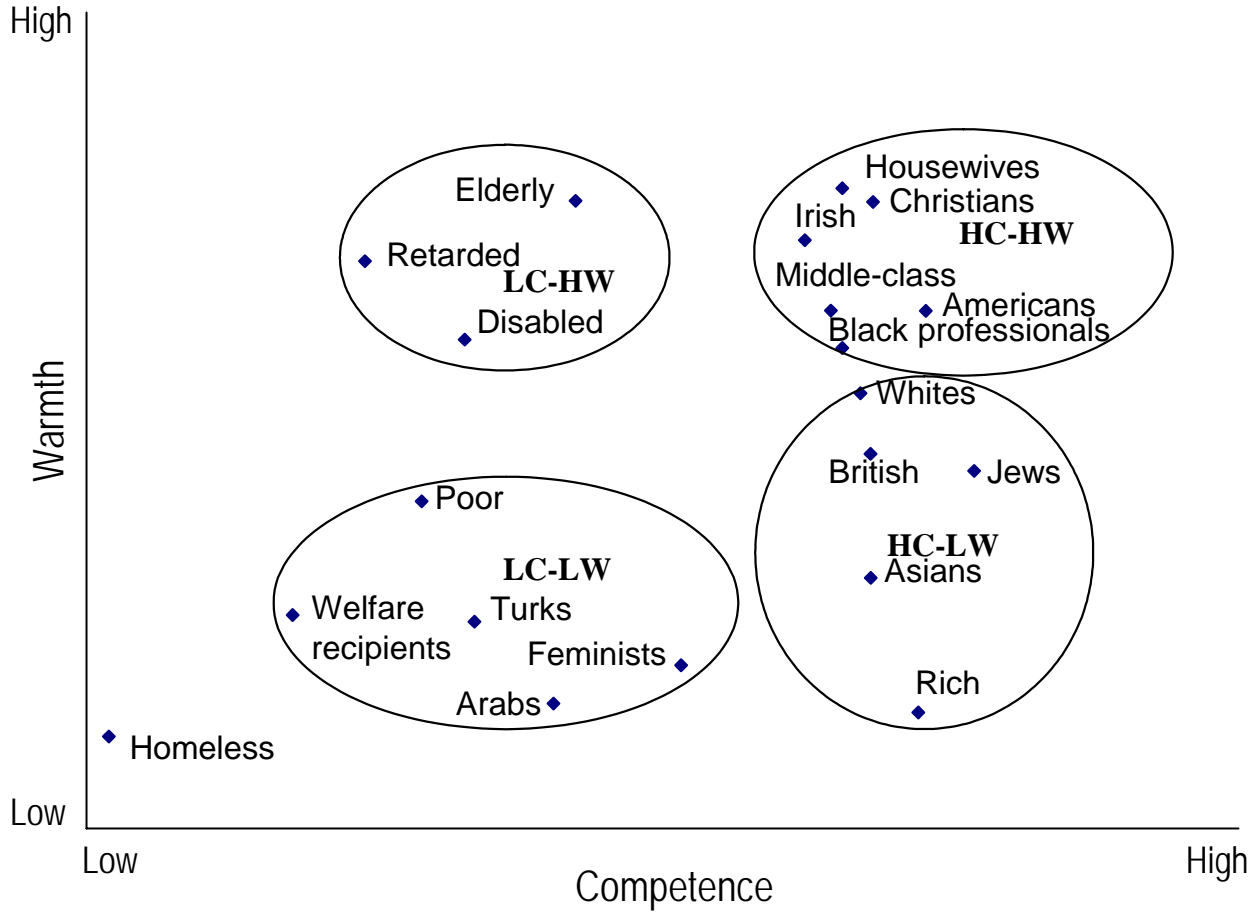 High
Housewives
Elderly
Christians
Irish
HC-HW
Retarded
LC-HW
Middle-class
Americans
Disabled
Black professionals
Whites
Warmth
British
Jews
Poor
HC-LW
LC-LW
Asians
Welfare
recipients
Turks
Feminists
Rich
Arabs
Homeless
Low
Low
High
Competence